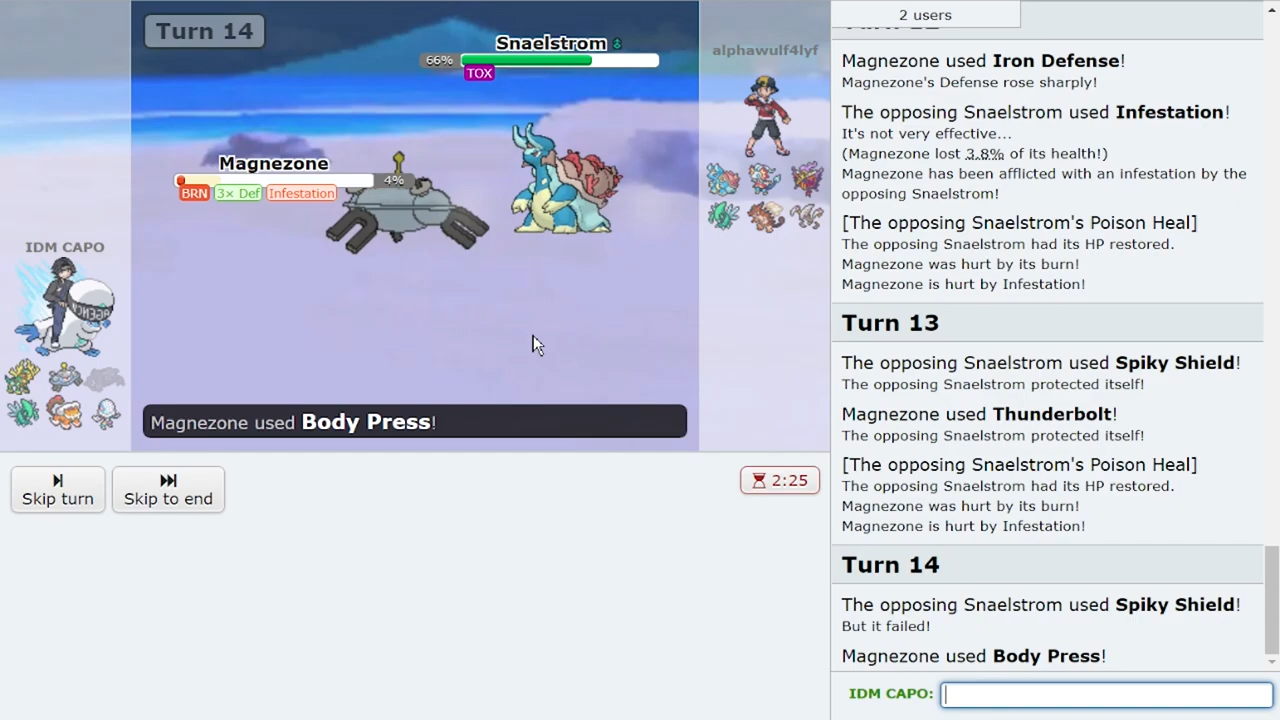 Turn 14
Snaelstrom
66%
TOX
Magnezone
4%
BRN 3× Def Infestation
IDM CAPO
alphawulf4lyf
Magnezone used Body Press!
Skip turn
Skip to end
2:25
2 users
Magnezone used Iron Defense!
Magnezone's Defense rose sharply!
The opposing Snaelstrom used Infestation!
It's not very effective...
(Magnezone lost 3.8% of its health!)
Magnezone has been afflicted with an infestation by the
opposing Snaelstrom!
[The opposing Snaelstrom's Poison Heal]
The opposing Snaelstrom had its HP restored.
Magnezone was hurt by its burn!
Magnezone is hurt by Infestation!
Turn 13
The opposing Snaelstrom used Spiky Shield!
The opposing Snaelstrom protected itself!
Magnezone used Thunderbolt!
The opposing Snaelstrom protected itself!
[The opposing Snaelstrom's Poison Heal]
The opposing Snaelstrom had its HP restored.
Magnezone was hurt by its burn!
Magnezone is hurt by Infestation!
Turn 14
The opposing Snaelstrom used Spiky Shield!
But it failed!
Magnezone used Body Press!
IDM CAPO: